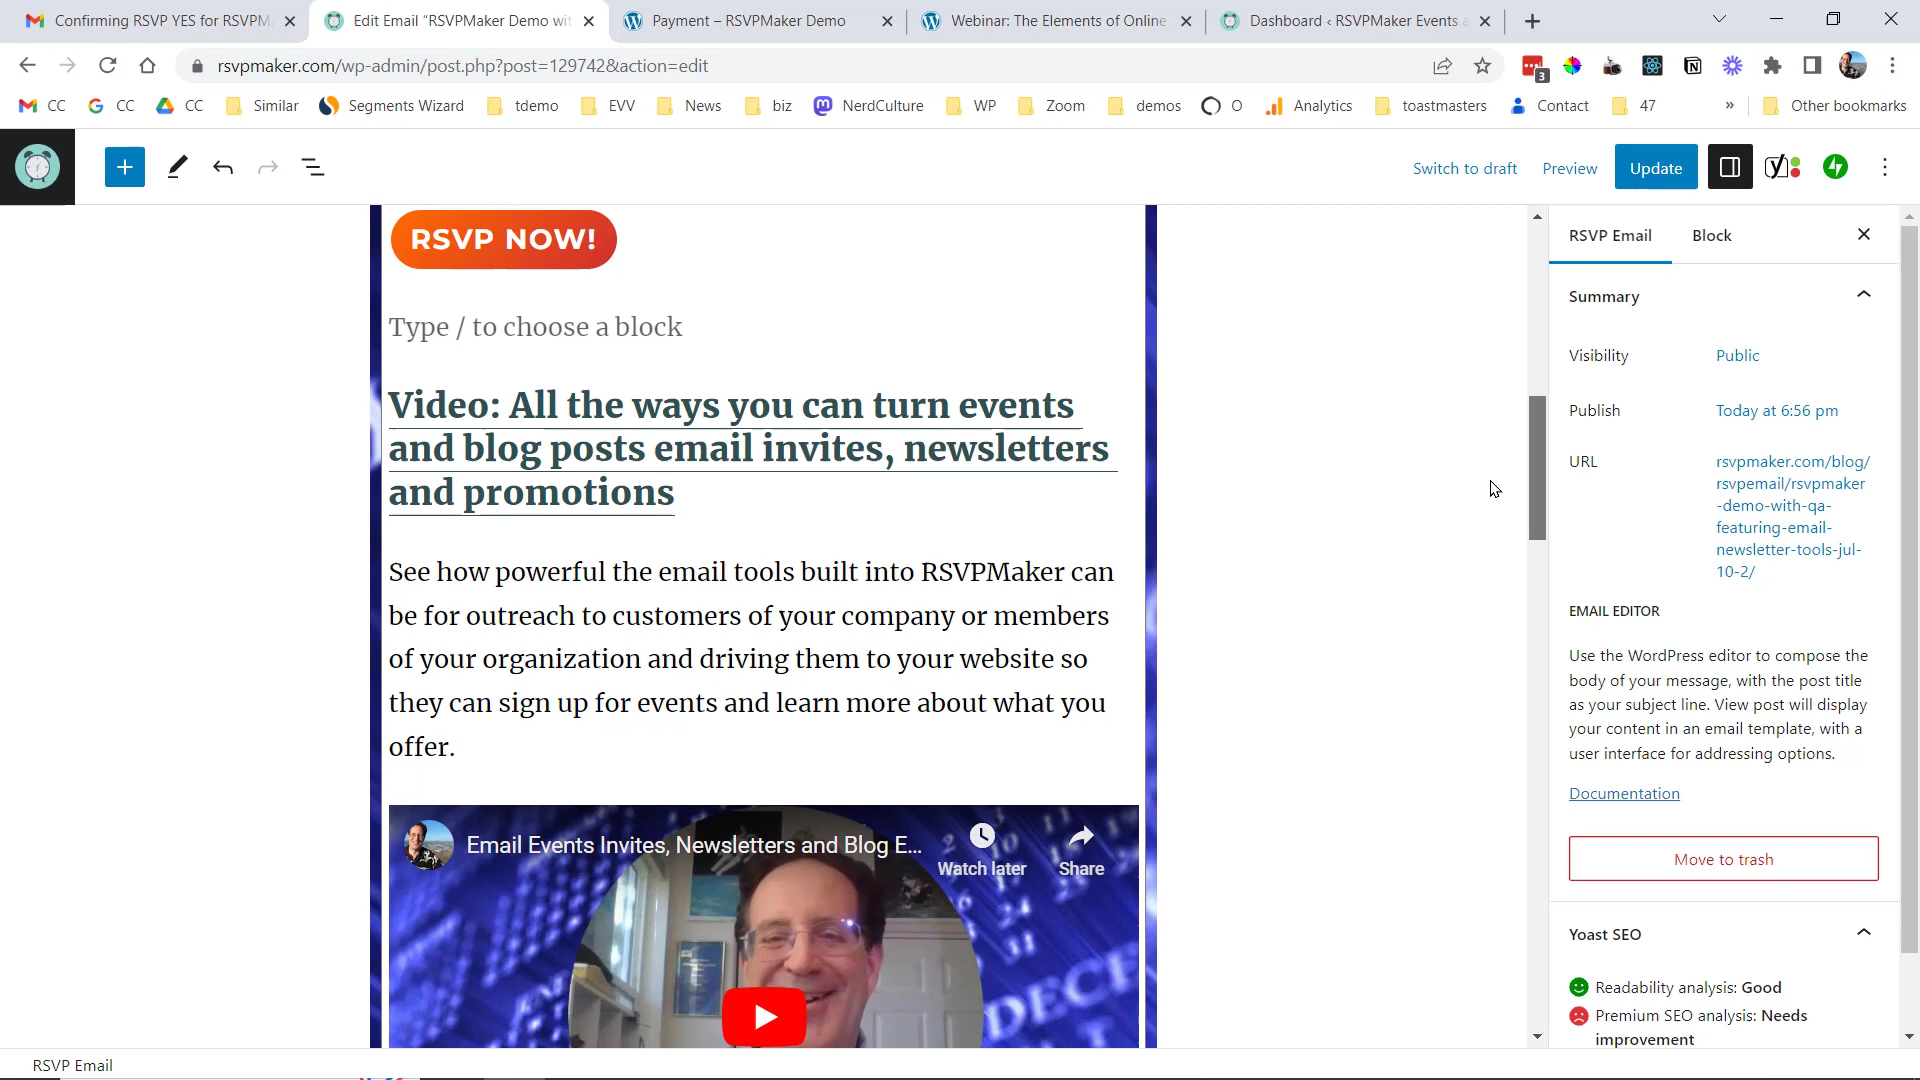 Confirming RSVP YES for RSVPM
Edit Email “RSVPMaker Demo wit
Payment – RSVPMaker Demo
Webinar: The Elements of Online
Dashboard ‹ RSVPMaker Events a
rsvpmaker.com/wp-admin/post.php?post=129742&action=edit
3
CC
CC
CC
Similar
Segments Wizard
tdemo
EVV
News
biz
NerdCulture
WP
Zoom
demos
O
Analytics
toastmasters
Contact
47
»
Other bookmarks
Switch to draft
Preview
Update
RSVP NOW!
Type / to choose a block
Video: All the ways you can turn events
and blog posts email invites, newsletters
and promotions
See how powerful the email tools built into RSVPMaker can
be for outreach to customers of your company or members
of your organization and driving them to your website so
they can sign up for events and learn more about what you
offer.
Email Events Invites, Newsletters and Blog E...
Watch later
Share
RSVP Email
Block
Summary
Visibility
Public
Publish
Today at 6:56 pm
URL
rsvpmaker.com/blog/
rsvpemail/rsvpmaker
-demo-with-qa-
featuring-email-
newsletter-tools-jul-
10-2/
EMAIL EDITOR
Use the WordPress editor to compose the
body of your message, with the post title
as your subject line. View post will display
your content in an email template, with a
user interface for addressing options.
Documentation
Move to trash
Yoast SEO
Readability analysis: Good
Premium SEO analysis: Needs
improvement
RSVP Email